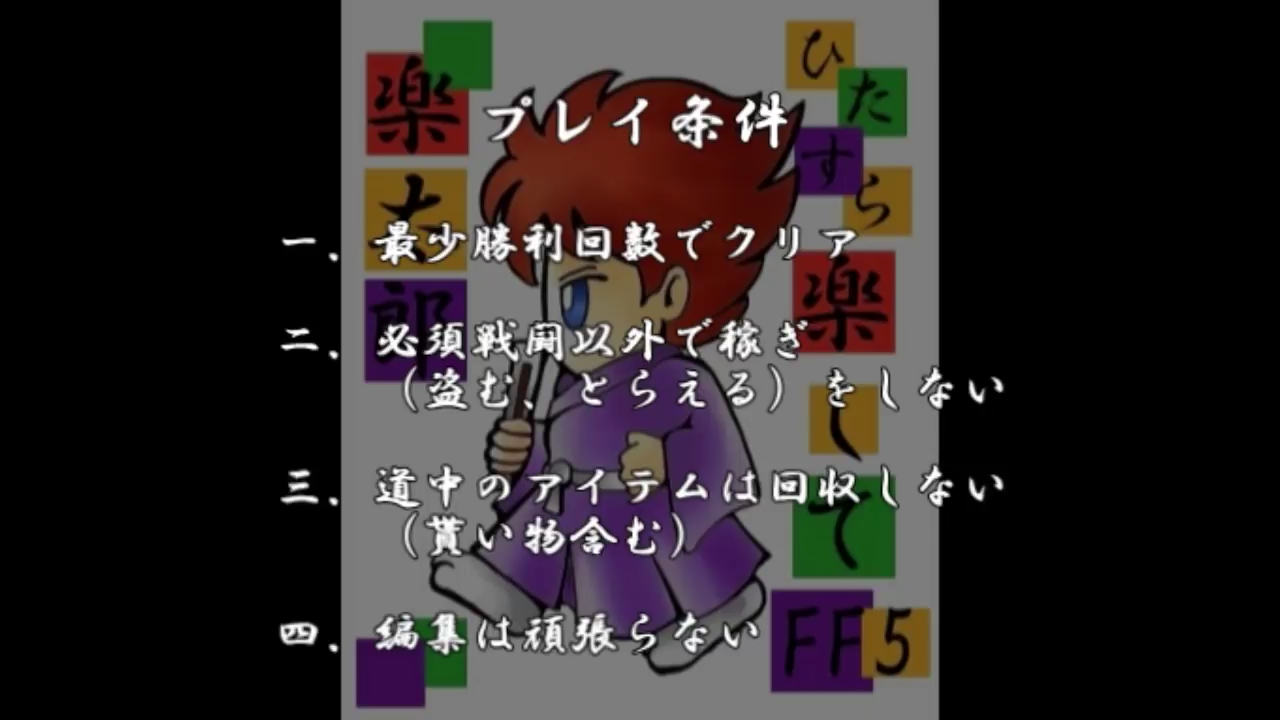 プレイ条件
一．最少勝利回数でクリア
二．必須戦闘以外で稼ぎ
（盗む、とらえる）をしない
三．道中のアイテムは回収しない
（貰い物含む）
四．編集は頑張らない
ひたすら楽して
FF5
楽太郎